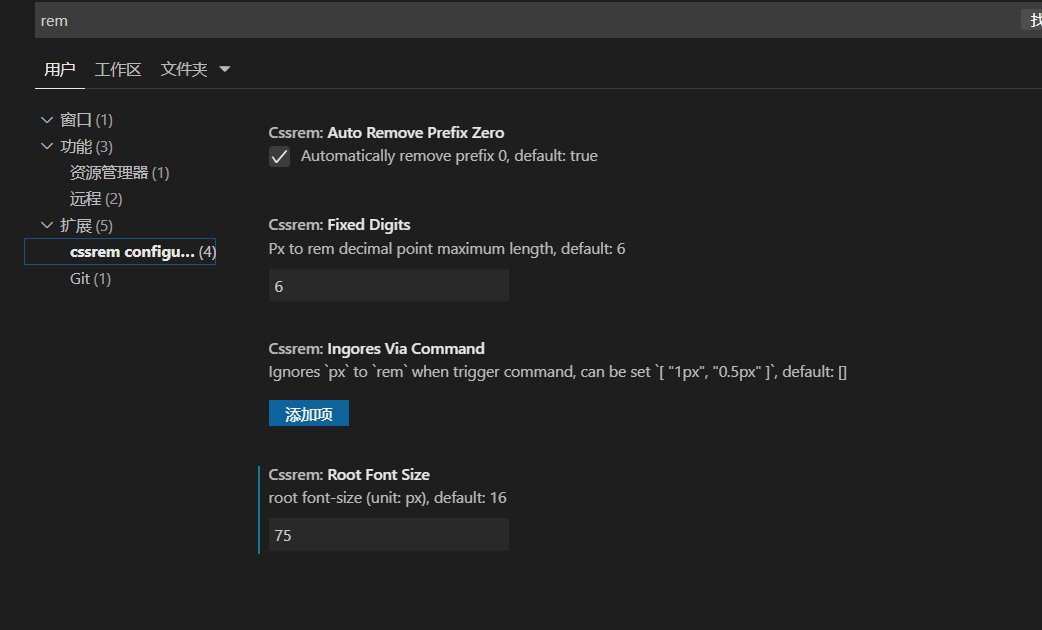 rem
找
用户 工作区 文件夹
窗口 (1)
功能 (3)
资源管理器 (1)
远程 (2)
扩展 (5)
cssrem configu... (4)
Git (1)
Cssrem: Auto Remove Prefix Zero
Automatically remove prefix 0, default: true
Cssrem: Fixed Digits
Px to rem decimal point maximum length, default: 6
6
Cssrem: Ingores Via Command
Ignores `px` to `rem` when trigger command, can be set `[ "1px", "0.5px" ]`, default: []
添加项
Cssrem: Root Font Size
root font-size (unit: px), default: 16
75